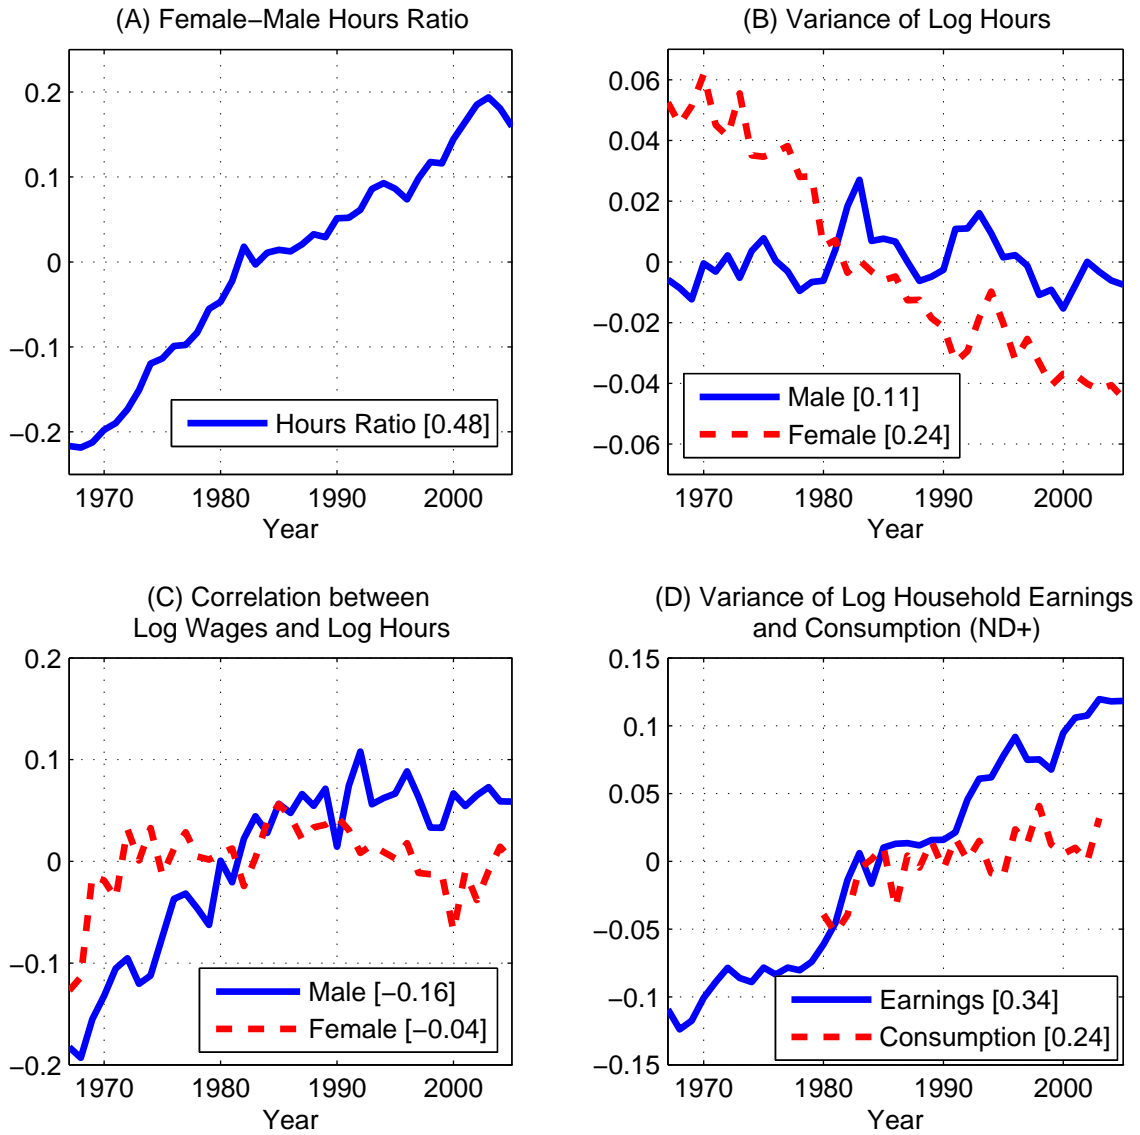 (A) Female−Male Hours Ratio
0.2
0.1
0
−0.1
−0.2
Hours Ratio [0.48]
1970 1980 1990 2000
Year
(B) Variance of Log Hours
0.06
0.04
0.02
0
−0.02
−0.04
−0.06
Male [0.11]
Female [0.24]
1970 1980 1990 2000
Year
(C) Correlation between
Log Wages and Log Hours
0.2
0.1
0
−0.1
−0.2
Male [−0.16]
Female [−0.04]
1970 1980 1990 2000
Year
(D) Variance of Log Household Earnings
and Consumption (ND+)
0.15
0.1
0.05
0
−0.05
−0.1
−0.15
Earnings [0.34]
Consumption [0.24]
1970 1980 1990 2000
Year